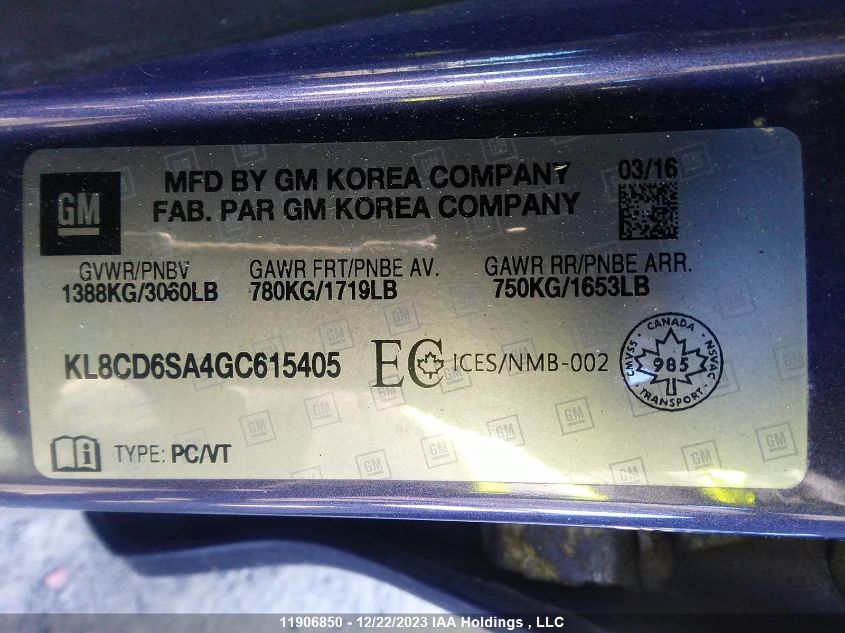 GM
MFD BY GM KOREA COMPANY
FAB. PAR GM KOREA COMPANY
03/16
GVWR/PNBV
1388KG/3060LB
GAWR FRT/PNBE AV.
780KG/1719LB
GAWR RR/PNBE ARR.
750KG/1653LB
KL8CD6SA4GC615405
EC ICES/NMB-002
CANADA
CMVSS 985 NSVAC
TRANSPORT
TYPE: PC/VT
11906850 - 12/22/2023 IAA Holdings , LLC